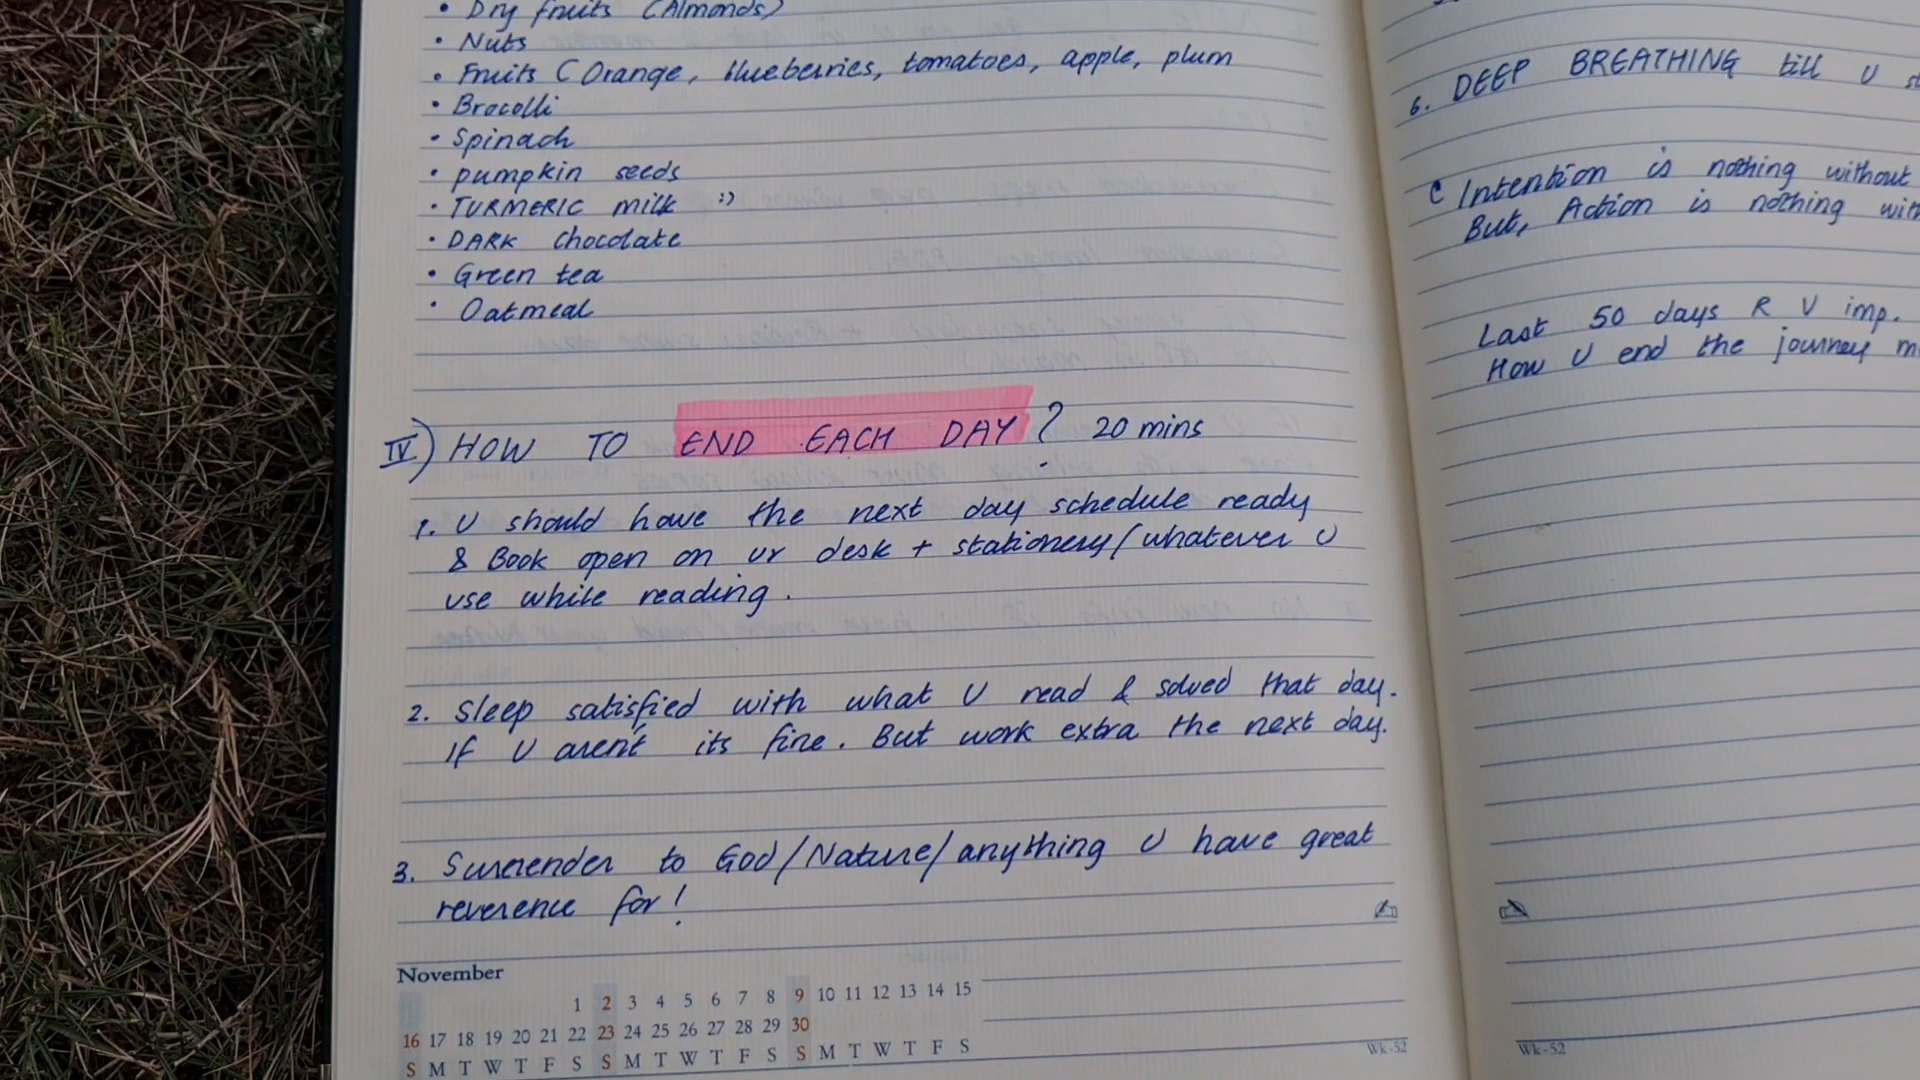 • Dry fruits (Almonds)
• Nuts
• Fruits (Orange, blueberries, tomatoes, apple, plum
• Brocolli
• Spinach
• pumpkin seeds
• TURMERIC milk :)
• DARK chocolate
• Green tea
• Oatmeal
IV) HOW TO END EACH DAY? 20 mins
1. U should have the next day schedule ready
& Book open on ur desk + stationery/whatever U
use while reading.
2. Sleep satisfied with what U read & solved that day.
If U arent its fine. But work extra the next day.
3. Surrender to God/Nature/anything U have great
reverence for!
November
1 2 3 4 5 6 7 8 9 10 11 12 13 14 15
16 17 18 19 20 21 22 23 24 25 26 27 28 29 30
S M T W T F S S M T W T F S S M T W T F S
Wk-52
6. DEEP BREATHING till U
Intention is nothing without
But, Action is nothing
Last 50 days R V imp.
How U end the journey
Wk-52